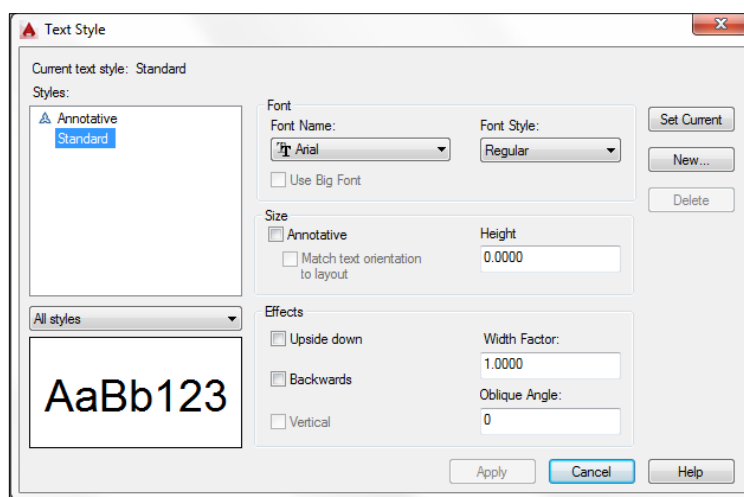 Text Style
Current text style: Standard
Styles:
Annotative
Standard
All styles
AaBb123
Font
Font Name:
Font Style:
Arial
Regular
Use Big Font
Size
Annotative
Height
Match text orientation
to layout
0.0000
Effects
Upside down
Width Factor:
1.0000
Backwards
Oblique Angle:
Vertical
0
Set Current
New...
Delete
Apply
Cancel
Help